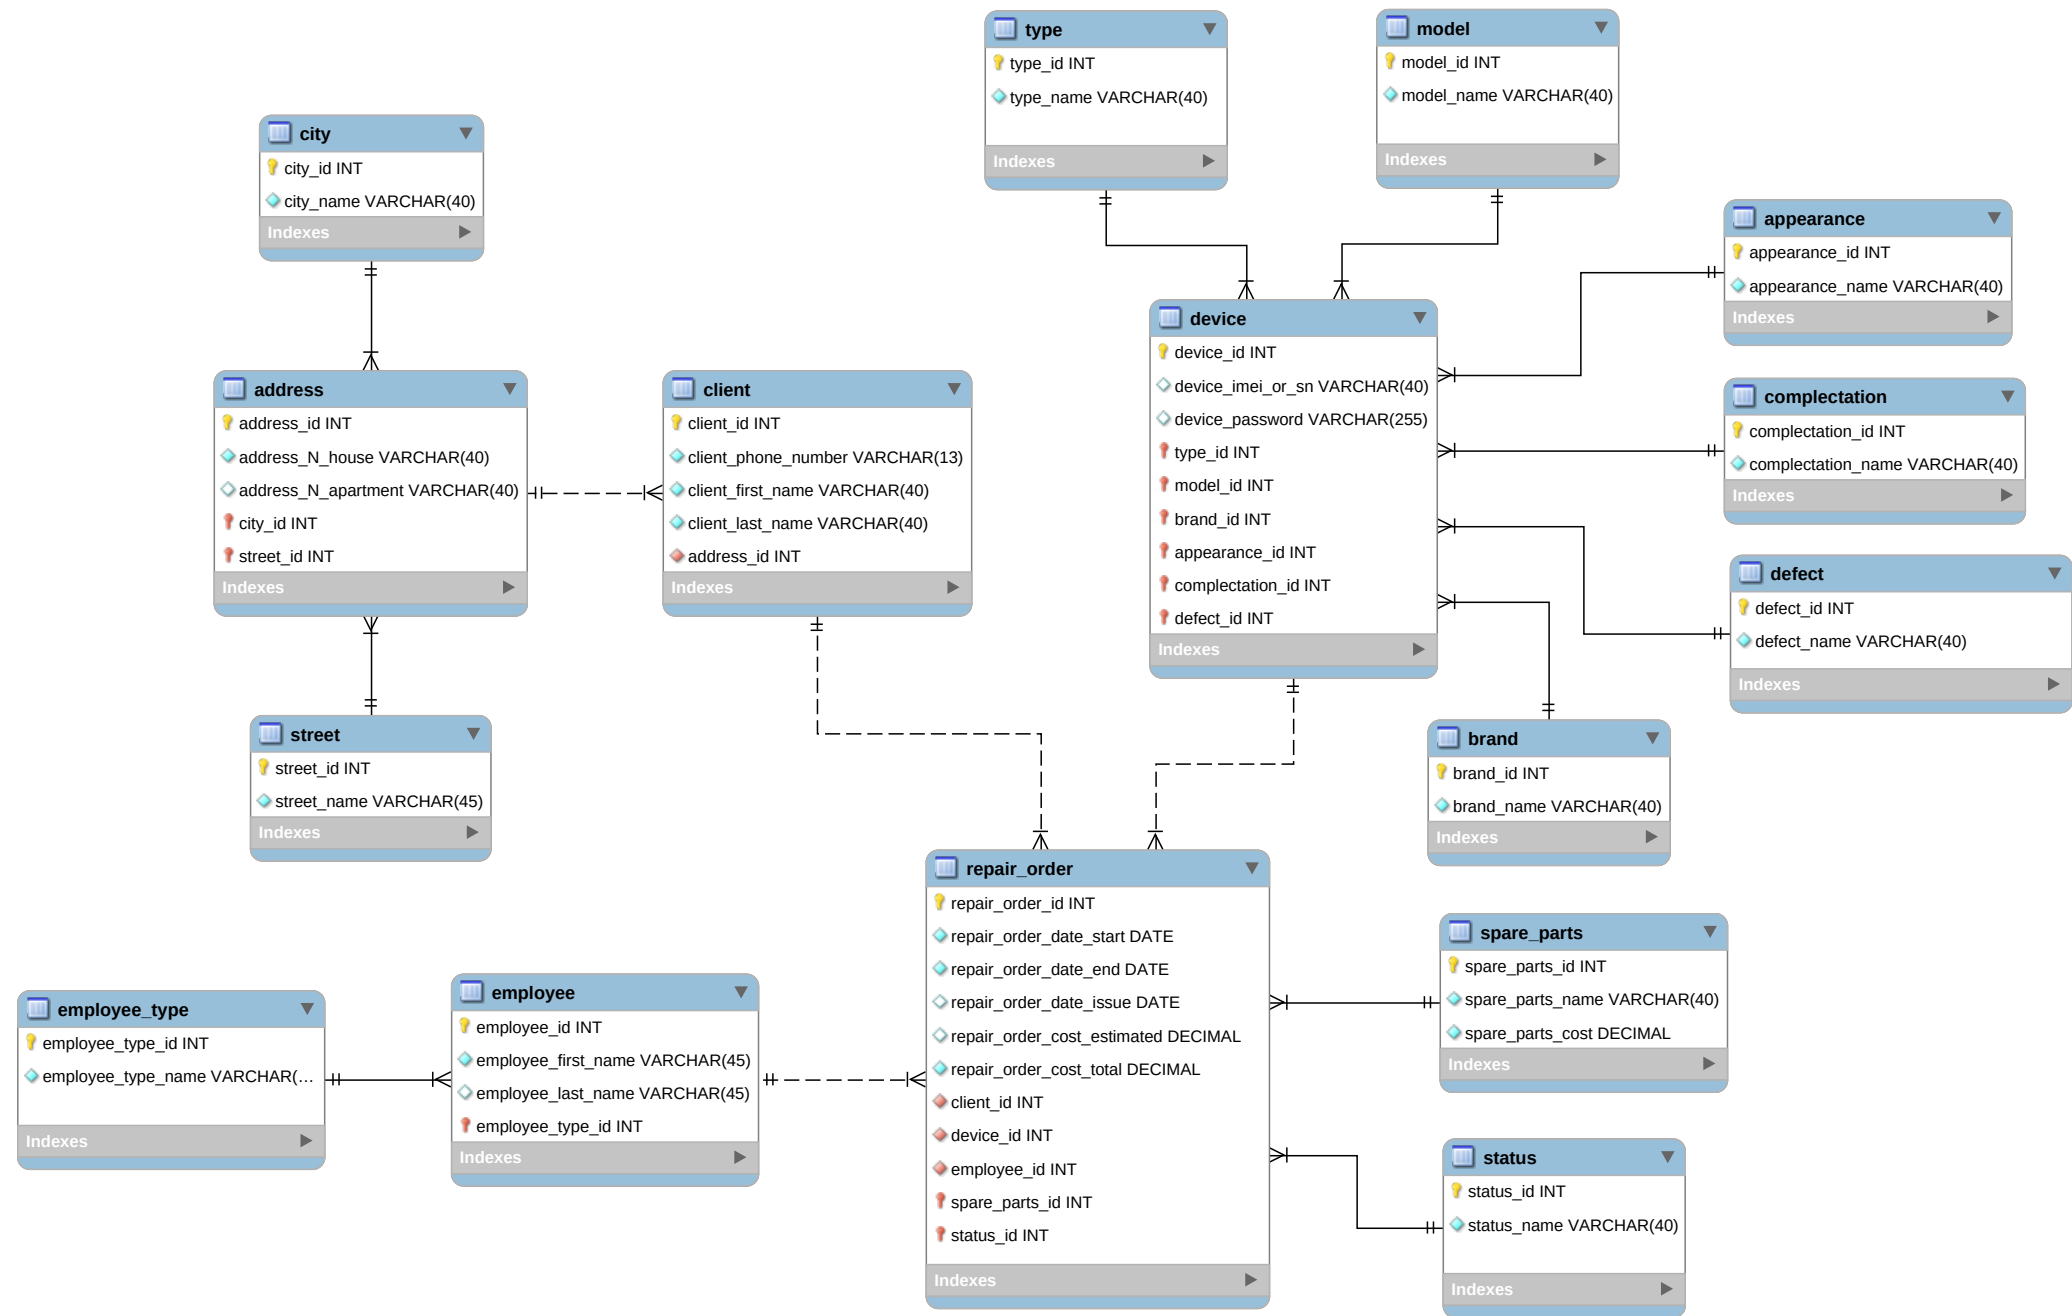 type
type_id INT
type_name VARCHAR(40)
Indexes
model
model_id INT
model_name VARCHAR(40)
Indexes
city
city_id INT
city_name VARCHAR(40)
Indexes
appearance
appearance_id INT
appearance_name VARCHAR(40)
Indexes
device
device_id INT
device_imei_or_sn VARCHAR(40)
device_password VARCHAR(255)
type_id INT
model_id INT
brand_id INT
appearance_id INT
complectation_id INT
defect_id INT
Indexes
address
address_id INT
address_N_house VARCHAR(40)
address_N_apartment VARCHAR(40)
city_id INT
street_id INT
Indexes
client
client_id INT
client_phone_number VARCHAR(13)
client_first_name VARCHAR(40)
client_last_name VARCHAR(40)
address_id INT
Indexes
complectation
complectation_id INT
complectation_name VARCHAR(40)
Indexes
defect
defect_id INT
defect_name VARCHAR(40)
Indexes
street
street_id INT
street_name VARCHAR(45)
Indexes
brand
brand_id INT
brand_name VARCHAR(40)
Indexes
repair_order
repair_order_id INT
repair_order_date_start DATE
repair_order_date_end DATE
repair_order_date_issue DATE
repair_order_cost_estimated DECIMAL
repair_order_cost_total DECIMAL
client_id INT
device_id INT
employee_id INT
spare_parts_id INT
status_id INT
Indexes
spare_parts
spare_parts_id INT
spare_parts_name VARCHAR(40)
spare_parts_cost DECIMAL
Indexes
employee_type
employee_type_id INT
employee_type_name VARCHAR(…
Indexes
employee
employee_id INT
employee_first_name VARCHAR(45)
employee_last_name VARCHAR(45)
employee_type_id INT
Indexes
status
status_id INT
status_name VARCHAR(40)
Indexes